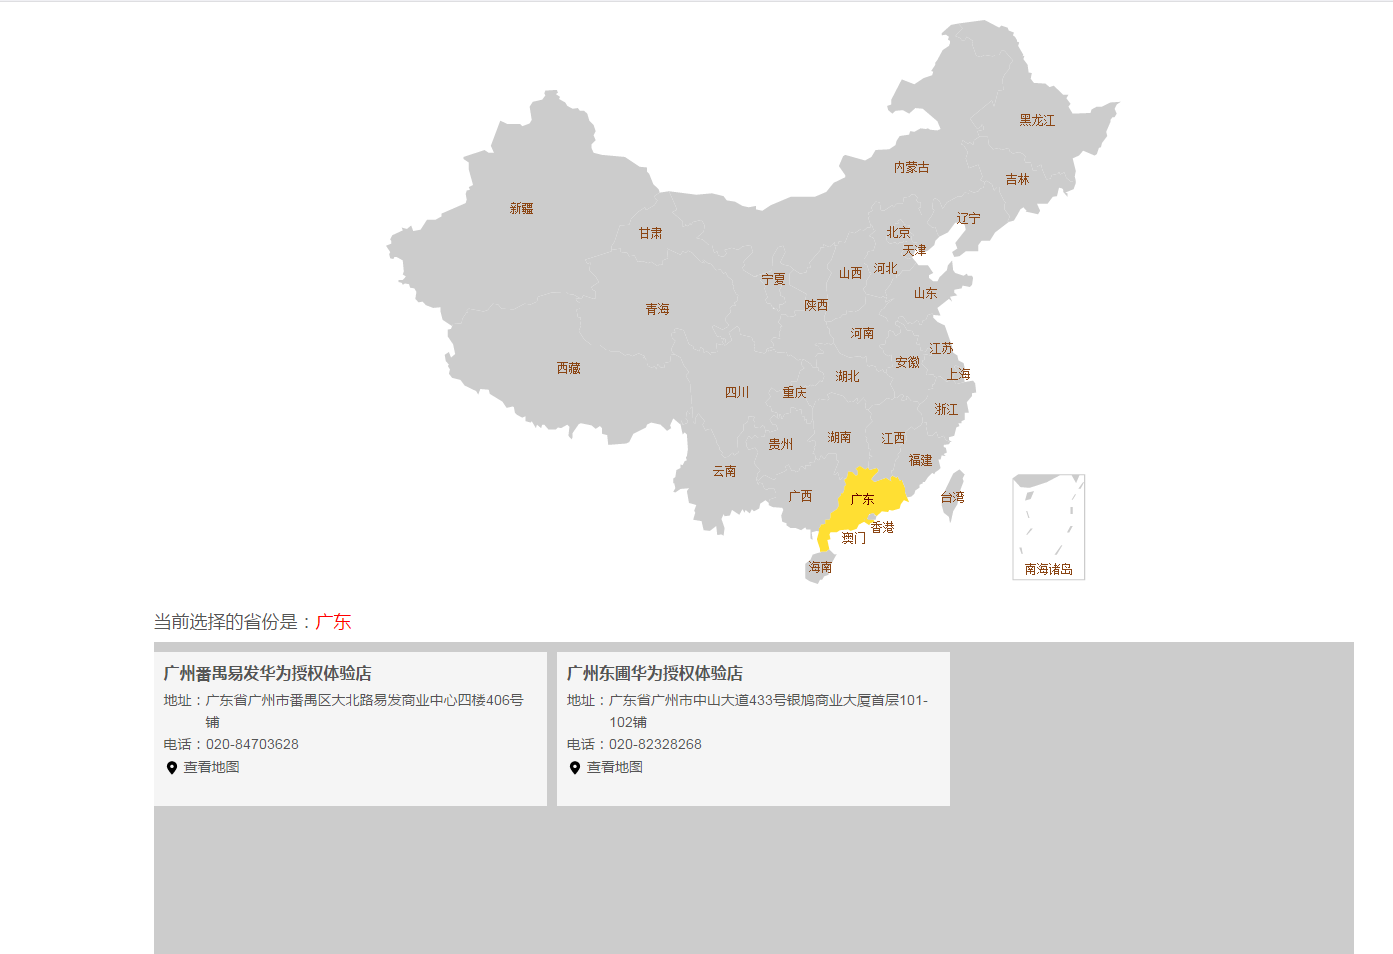 黑龙江
内蒙古
吉林
新疆
辽宁
甘肃
北京
天津
宁夏
山西
河北
山东
陕西
青海
河南
江苏
安徽
西藏
湖北
上海
四川
重庆
浙江
贵州
湖南
江西
福建
云南
广西
广东
台湾
香港
澳门
海南
南海诸岛
当前选择的省份是：广东
广州番禺易发华为授权体验店
地址：广东省广州市番禺区大北路易发商业中心四楼406号
铺
电话：020-84703628
查看地图
广州东圃华为授权体验店
地址：广东省广州市中山大道433号银鸠商业大厦首层101-
102铺
电话：020-82328268
查看地图